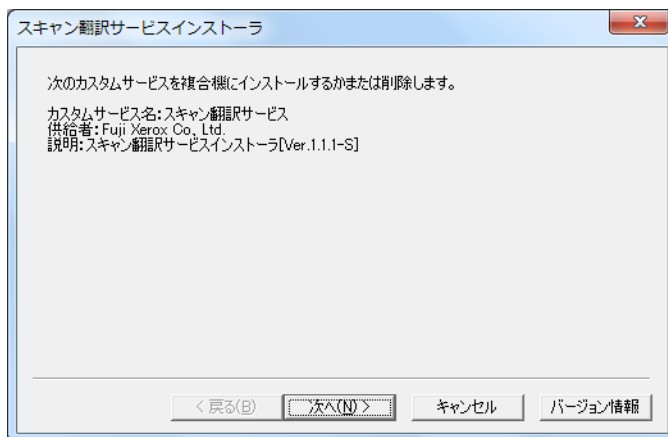 スキャン翻訳サービスインストーラ
次のカスタムサービスを複合機にインストールするかまたは削除します。
カスタムサービス名:スキャン翻訳サービス
供給者:Fuji Xerox Co., Ltd.
説明:スキャン翻訳サービスインストーラ[Ver.1.1.1-S]
< 戻る(B)
次へ(N) >
キャンセル
バージョン情報